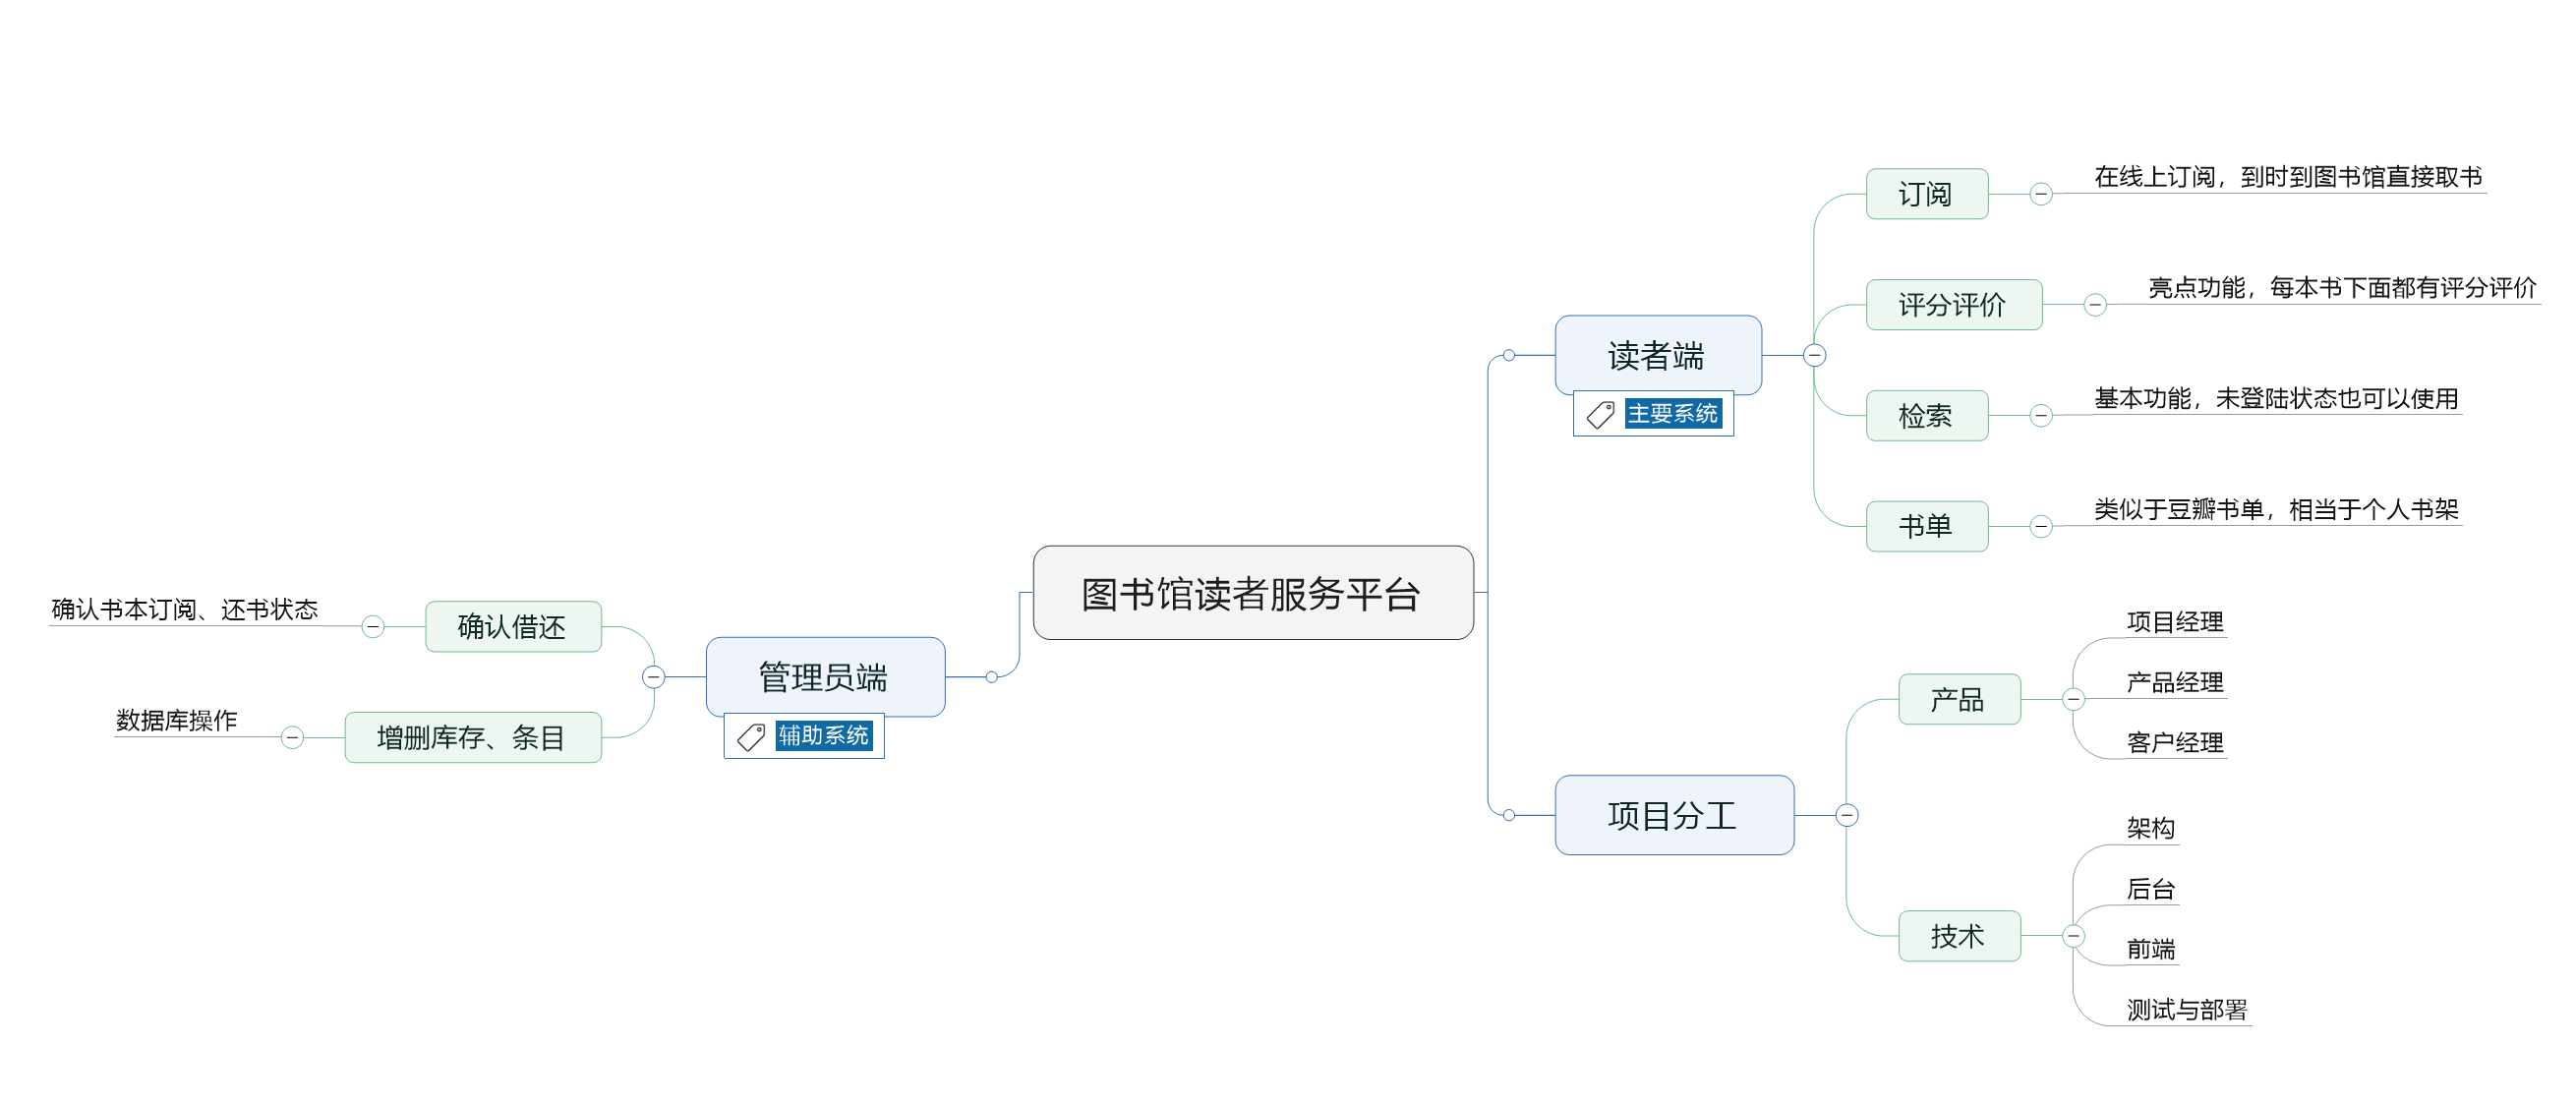 图书馆读者服务平台
读者端
主要系统
订阅
在线上订阅，到时到图书馆直接取书
评分评价
亮点功能，每本书下面都有评分评价
检索
基本功能，未登陆状态也可以使用
书单
类似于豆瓣书单，相当于个人书架
项目分工
产品
项目经理
产品经理
客户经理
技术
架构
后台
前端
测试与部署
管理员端
辅助系统
确认借还
确认书本订阅、还书状态
增删库存、条目
数据库操作